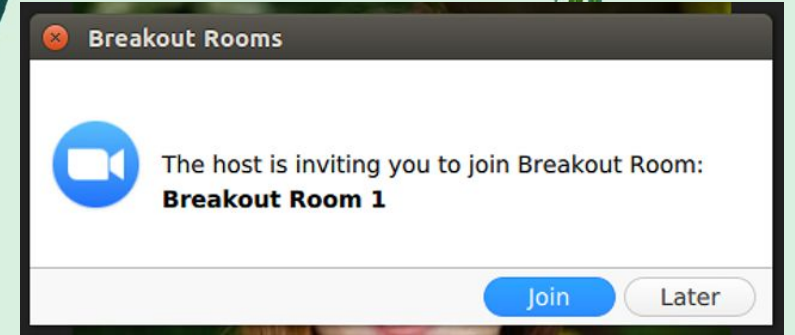 Breakout Rooms
The host is inviting you to join Breakout Room:
Breakout Room 1
Join
Later